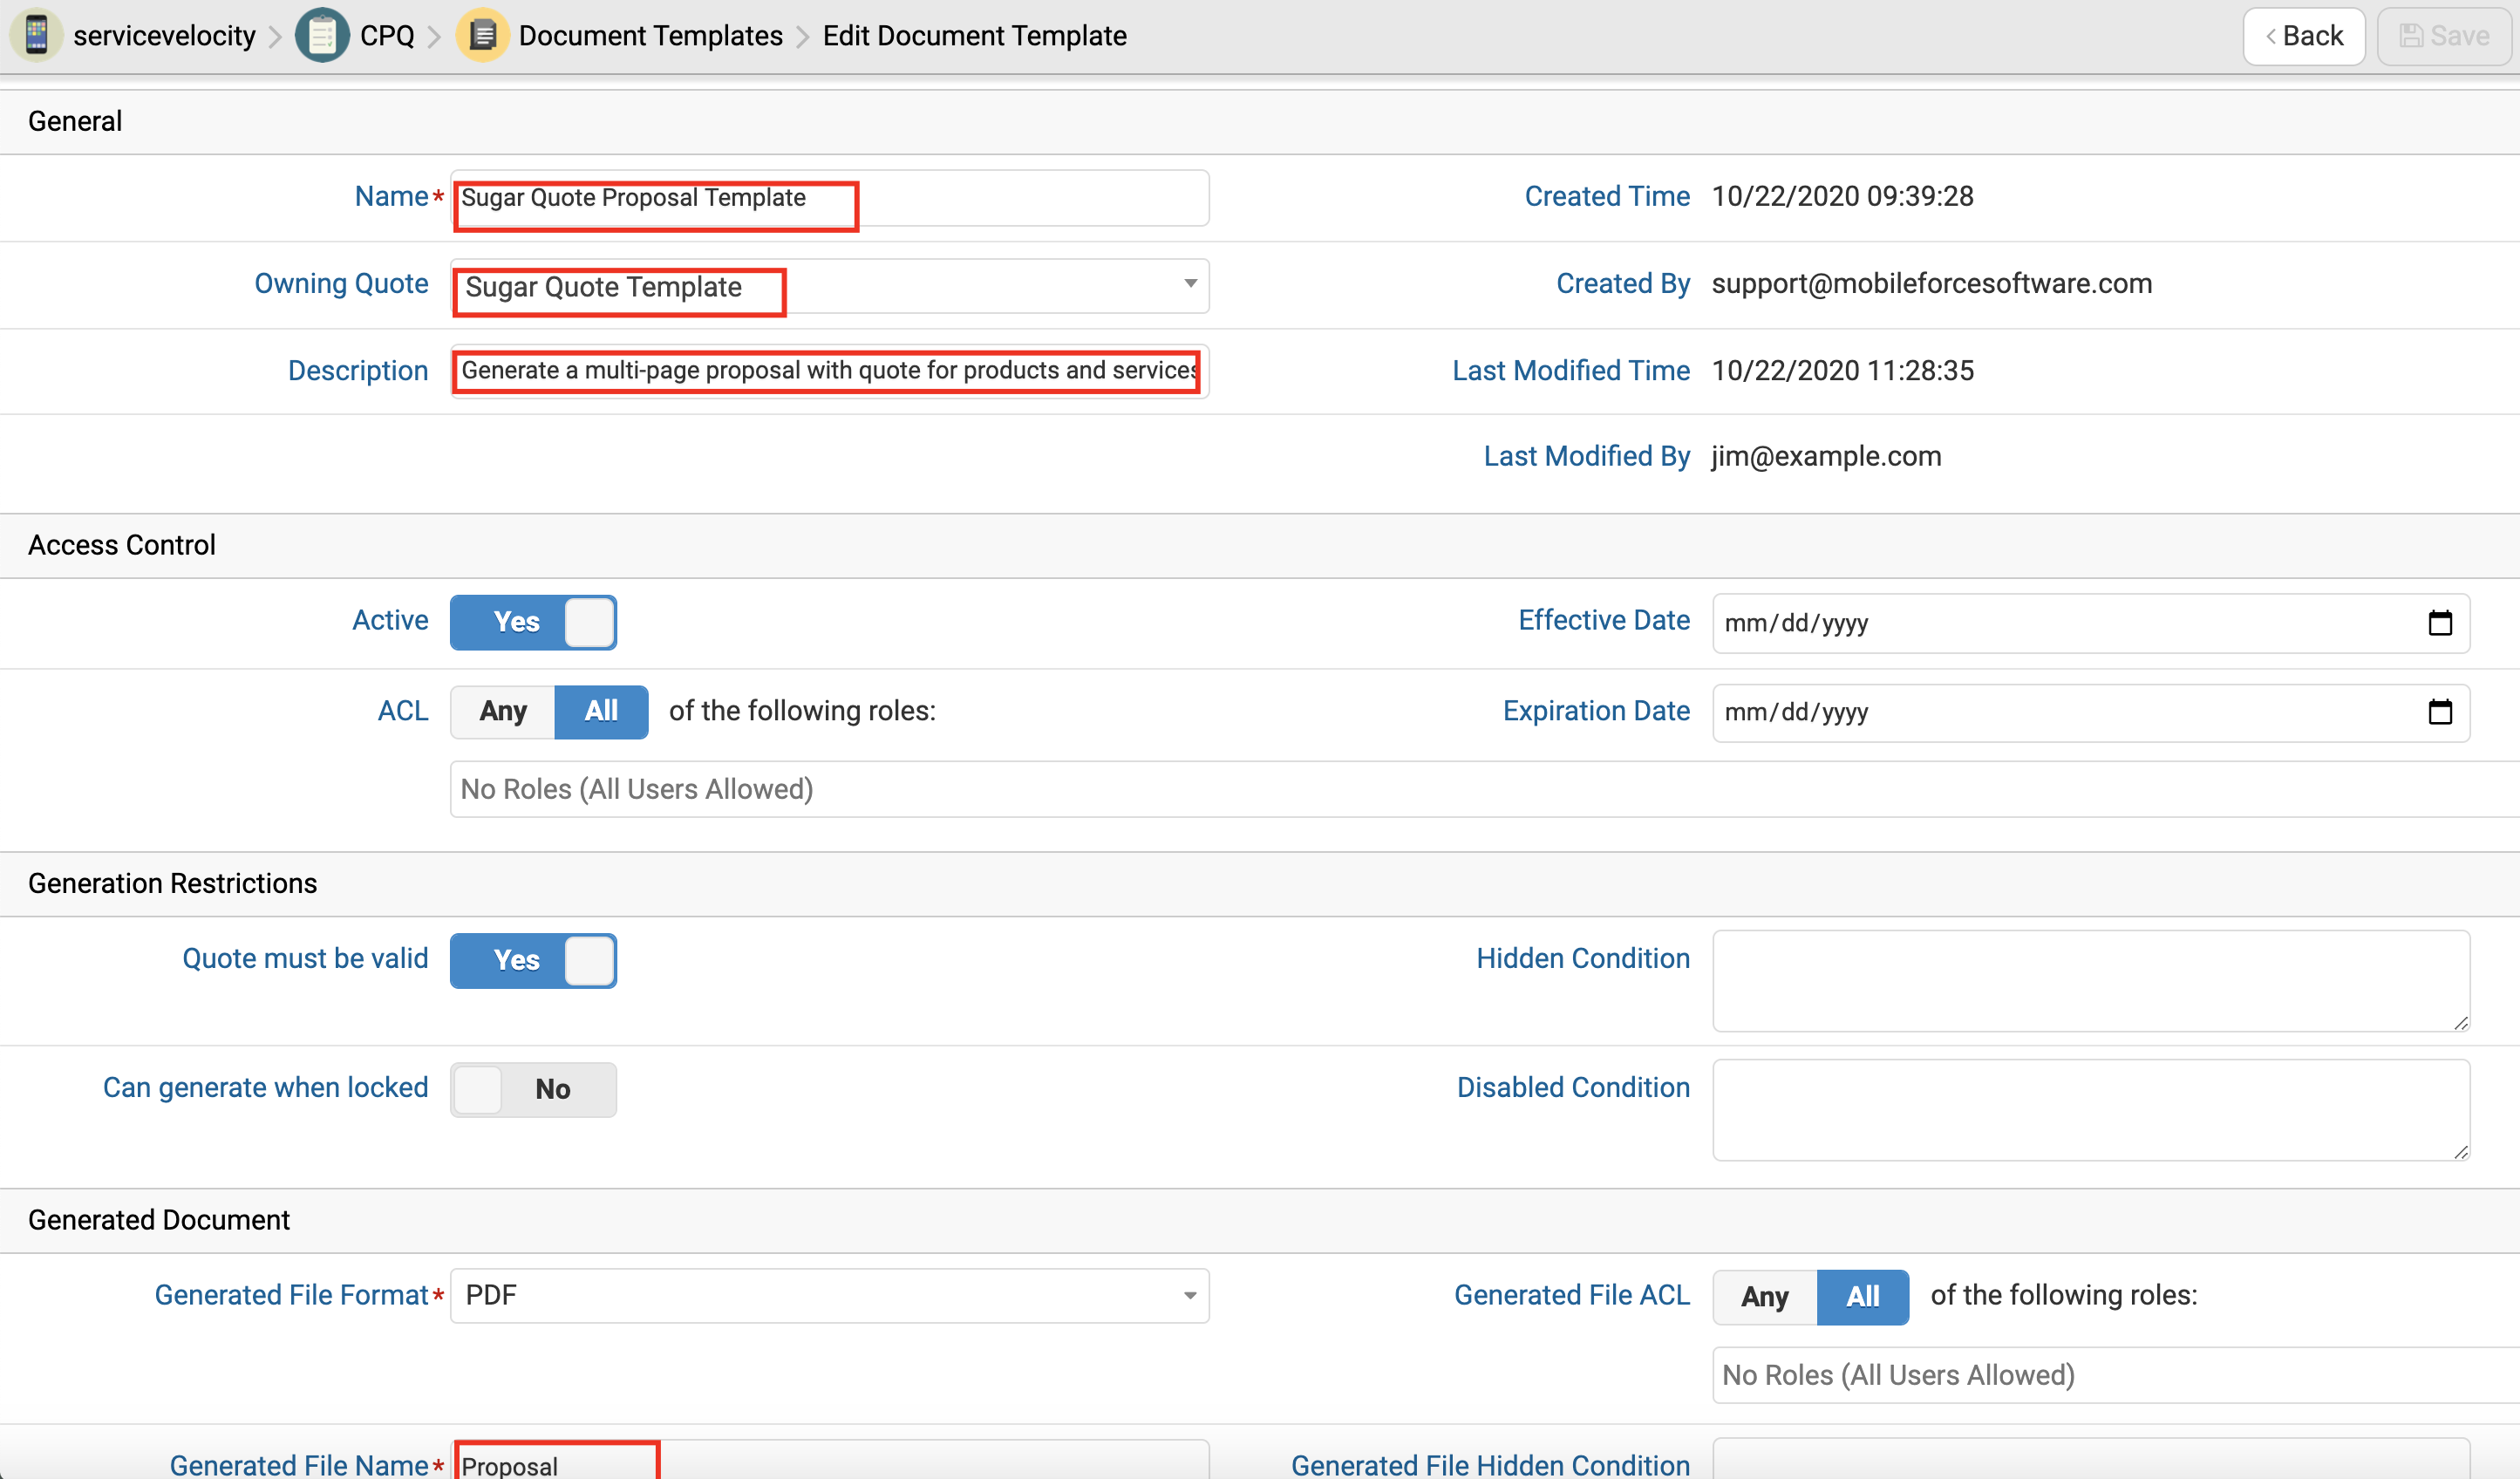 servicevelocity > CPQ > Document Templates > Edit Document Template
< Back
Save
General
Name* Sugar Quote Proposal Template
Created Time 10/22/2020 09:39:28
Owning Quote Sugar Quote Template
Created By support@mobileforcesoftware.com
Description Generate a multi-page proposal with quote for products and services
Last Modified Time 10/22/2020 11:28:35
Last Modified By jim@example.com
Access Control
Active Yes
Effective Date mm/dd/yyyy
ACL Any All of the following roles:
Expiration Date mm/dd/yyyy
No Roles (All Users Allowed)
Generation Restrictions
Quote must be valid Yes
Hidden Condition
Can generate when locked No
Disabled Condition
Generated Document
Generated File Format* PDF
Generated File ACL Any All of the following roles:
No Roles (All Users Allowed)
Generated File Name* Proposal
Generated File Hidden Condition